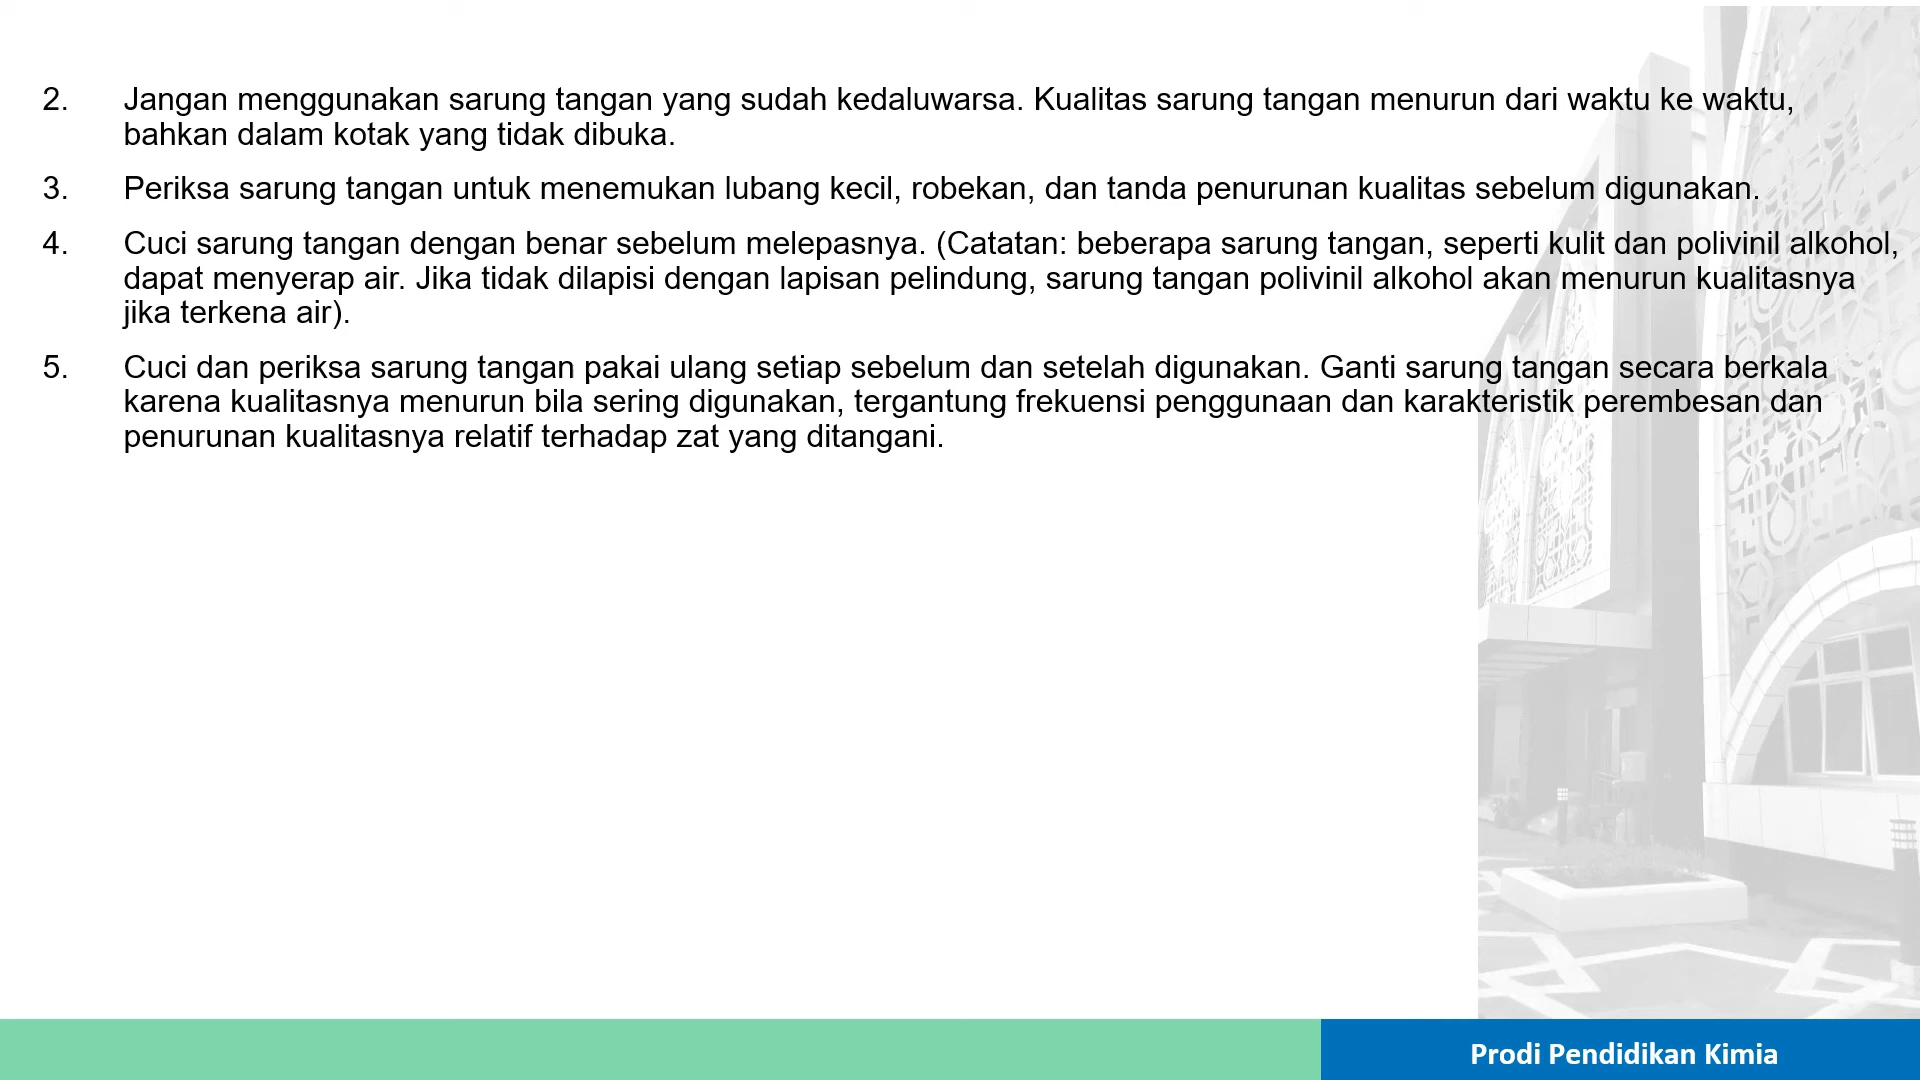 2. Jangan menggunakan sarung tangan yang sudah kedaluwarsa. Kualitas sarung tangan menurun dari waktu ke waktu,
bahkan dalam kotak yang tidak dibuka.
3. Periksa sarung tangan untuk menemukan lubang kecil, robekan, dan tanda penurunan kualitas sebelum digunakan.
4. Cuci sarung tangan dengan benar sebelum melepasnya. (Catatan: beberapa sarung tangan, seperti kulit dan polivinil alkohol,
dapat menyerap air. Jika tidak dilapisi dengan lapisan pelindung, sarung tangan polivinil alkohol akan menurun kualitasnya
jika terkena air).
5. Cuci dan periksa sarung tangan pakai ulang setiap sebelum dan setelah digunakan. Ganti sarung tangan secara berkala
karena kualitasnya menurun bila sering digunakan, tergantung frekuensi penggunaan dan karakteristik perembesan dan
penurunan kualitasnya relatif terhadap zat yang ditangani.
Prodi Pendidikan Kimia